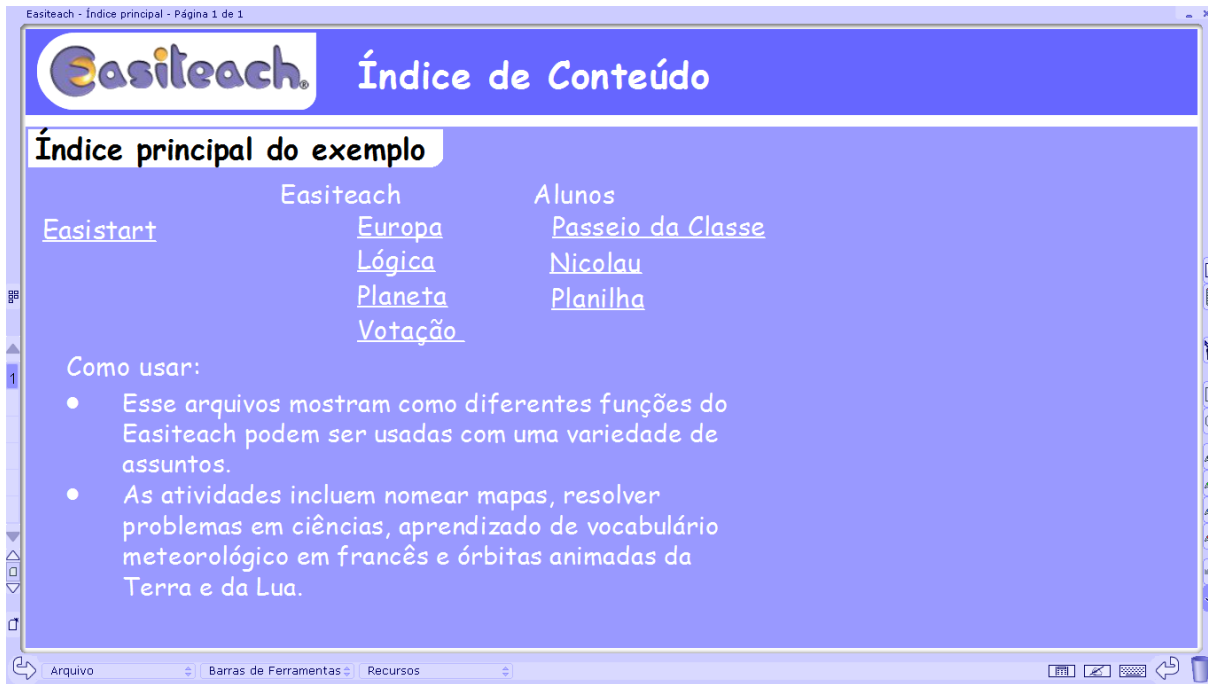 Easiteach - Índice principal - Página 1 de 1
Easiteach®
Índice de Conteúdo
Índice principal do exemplo
Easiteach Alunos
Easistart Europa Passeio da Classe
Lógica Nicolau
Planeta Planilha
Votação
Como usar:
1
• Esse arquivos mostram como diferentes funções do
Easiteach podem ser usadas com uma variedade de
assuntos.
• As atividades incluem nomear mapas, resolver
problemas em ciências, aprendizado de vocabulário
meteorológico em francês e órbitas animadas da
Terra e da Lua.
Arquivo Barras de Ferramentas Recursos